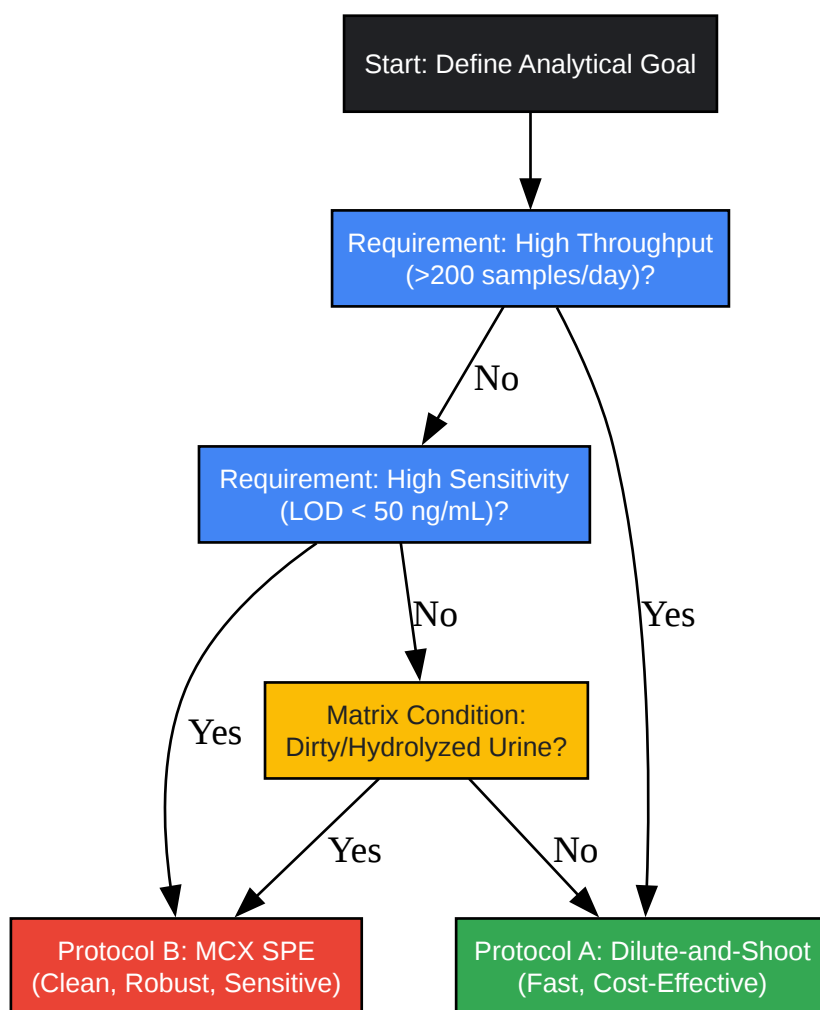 Start: Define Analytical Goal
Requirement: High Throughput
(>200 samples/day)?
No
Requirement: High Sensitivity
(LOD < 50 ng/mL)?
No
Yes
Matrix Condition:
Dirty/Hydrolyzed Urine?
Yes
Yes
No
Protocol B: MCX SPE
(Clean, Robust, Sensitive)
Protocol A: Dilute-and-Shoot
(Fast, Cost-Effective)